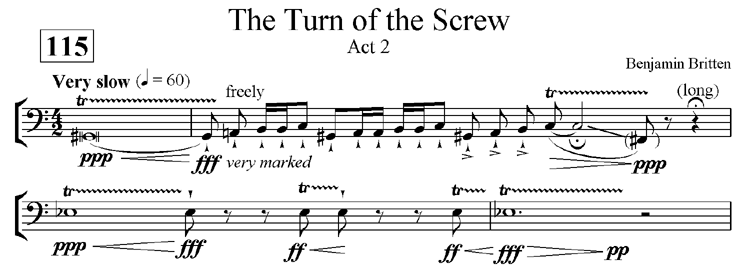 The Turn of the Screw
Act 2
115
Benjamin Britten
Very slow (♩ = 60)
freely
(long)
tr tr
4
2
ppp fff very marked ppp
tr tr tr tr
ppp fff ff ff fff pp